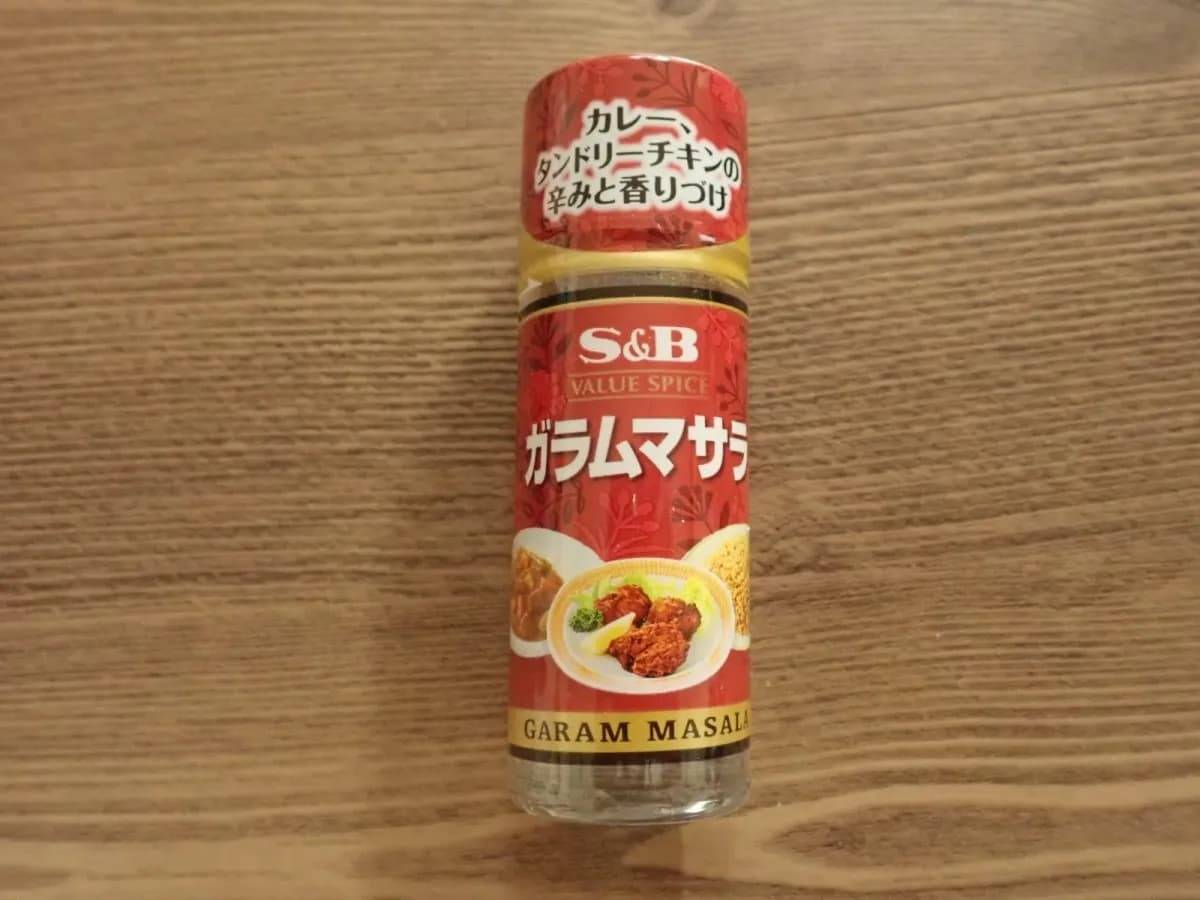 カレー、
タンドリーチキンの
辛みと香りづけ
S&B
VALUE SPICE
ガラムマサラ
GARAM MASALA